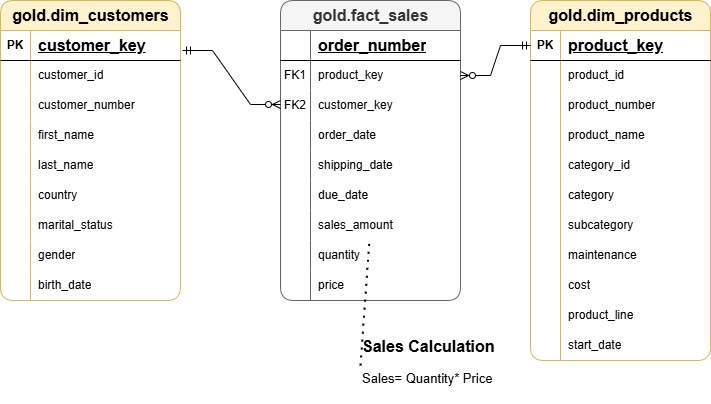 gold.dim_customers
PK customer_key
customer_id
customer_number
first_name
last_name
country
marital_status
gender
birth_date
gold.fact_sales
order_number
FK1 product_key
FK2 customer_key
order_date
shipping_date
due_date
sales_amount
quantity
price
Sales Calculation
Sales= Quantity* Price
gold.dim_products
PK product_key
product_id
product_number
product_name
category_id
category
subcategory
maintenance
cost
product_line
start_date